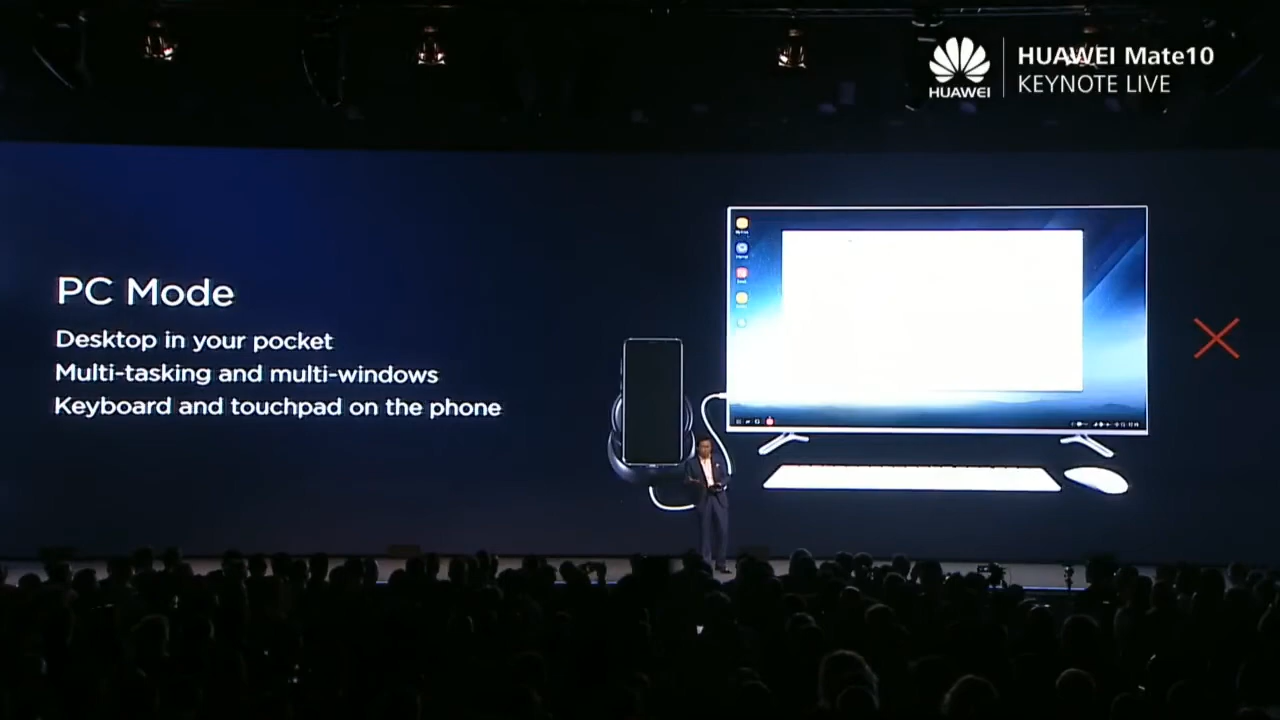 HUAWEI Mate10
HUAWEI
KEYNOTE LIVE
PC Mode
Desktop in your pocket
Multi-tasking and multi-windows
Keyboard and touchpad on the phone